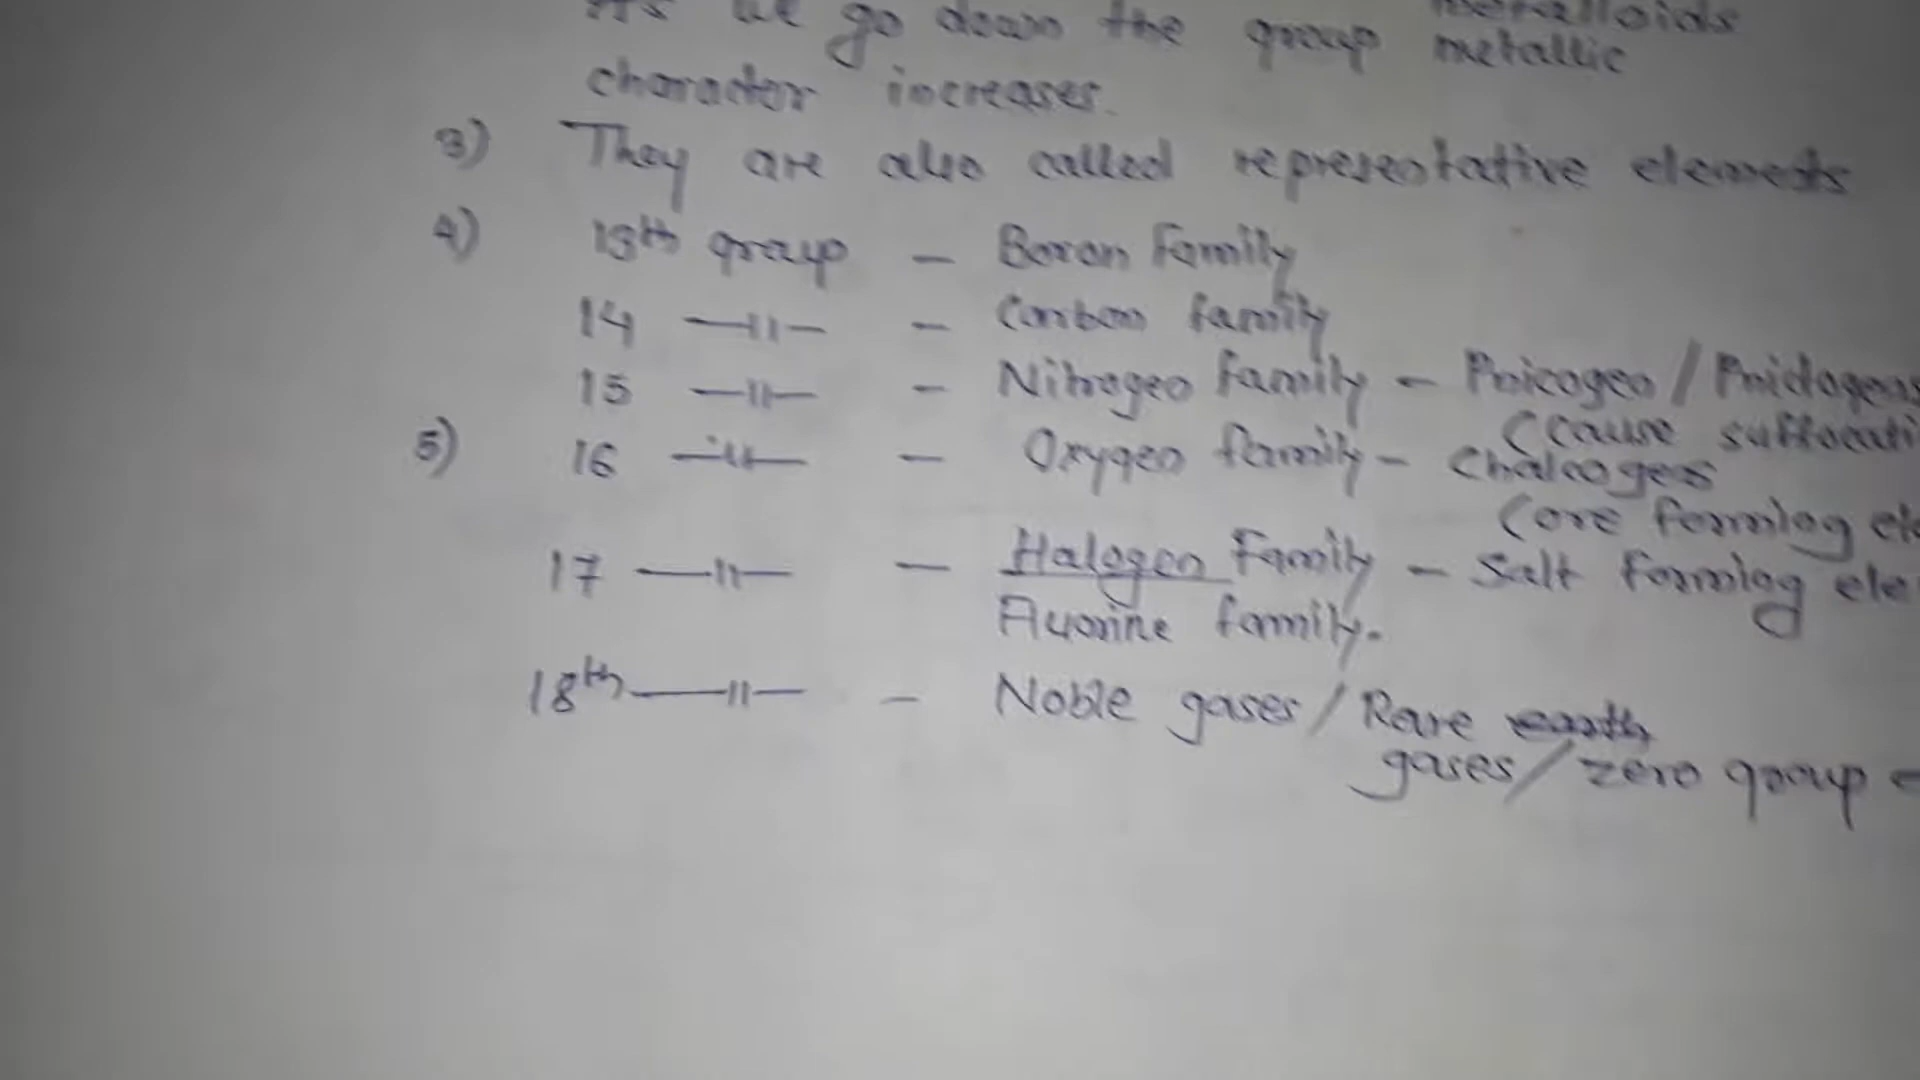 we go down the group metalloids
metallic
character increases.
3) They are also called representative elements
4) 13th group - Boron Family
14 —11— - Carbon family
15 —11— - Nitrogen family - Pnicogen / Pnictogens
(cause suffocati
5) 16 —11— - Oxygen family - Chalcogens
(ore forming ele
17 —11— - Halogen Family - Salt forming ele
Fluorine family.
18th —11— - Noble gases / Rare earth
gases / zero group e